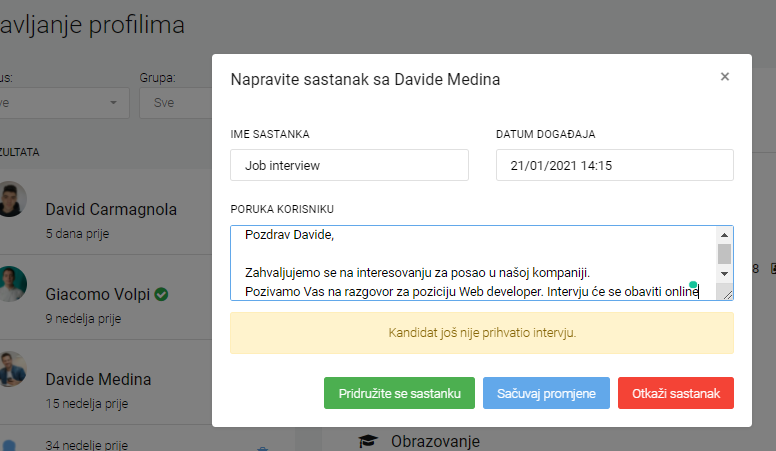 avljanje profilima
us:
Grupa:
ve
Sve
ZULTATA
David Carmagnola
5 dana prije
Giacomo Volpi
9 nedelja prije
Davide Medina
15 nedelja prije
34 nedelje prije
Napravite sastanak sa Davide Medina
×
IME SASTANKA
DATUM DOGAĐAJA
Job interview
21/01/2021 14:15
PORUKA KORISNIKU
Pozdrav Davide,
Zahvaljujemo se na interesovanju za posao u našoj kompaniji.
Pozivamo Vas na razgovor za poziciju Web developer. Intervju će se obaviti online
Kandidat još nije prihvatio intervju.
Pridružite se sastanku
Sačuvaj promjene
Otkaži sastanak
8
Obrazovanje